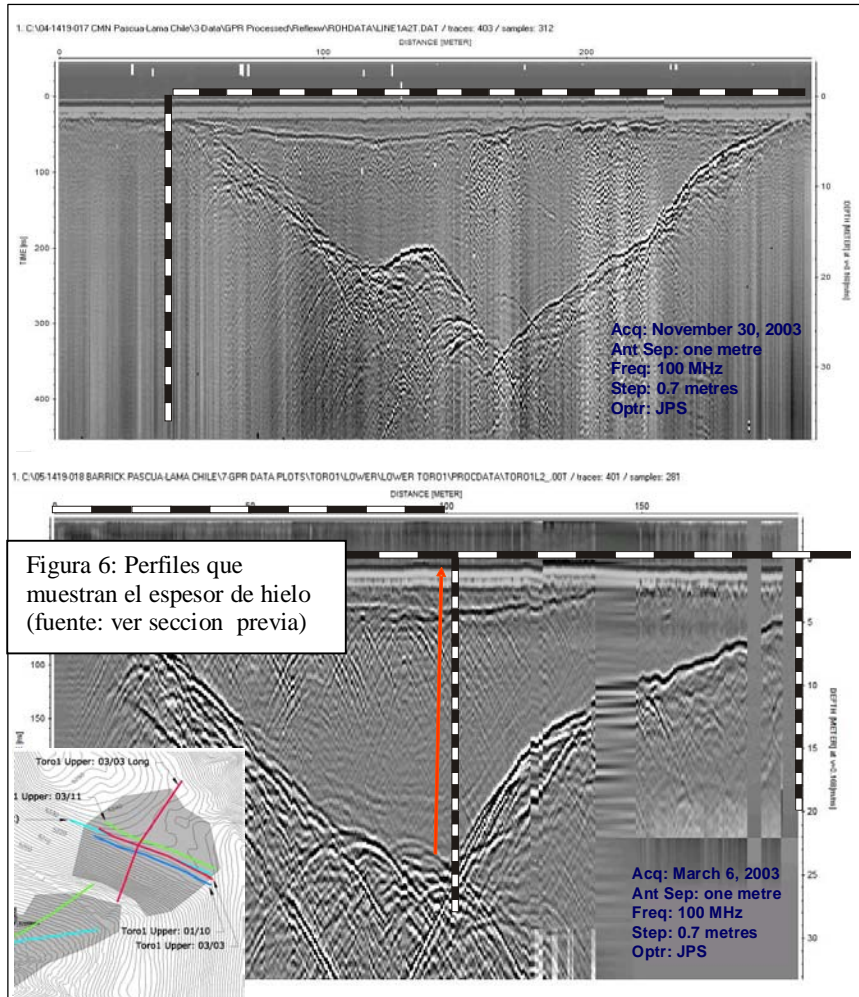 1. C:\04-1419-017 CMN Pascua-Lama Chile\3-Data\GPR Processed\Reflexw\ROHDATA\LINE1A2T.DAT / traces: 403 / samples: 312
DISTANCE [METER]
0 100 200
0
100
200
300
400
TIME [ns]
0
10
20
30
DEPTH [METER] at
Acq: November 30, 2003
Ant Sep: one metre
Freq: 100 MHz
Step: 0.7 metres
Optr: JPS
1. C:\05-1419-018 BARRICK PASCUA-LAMA CHILE\7-GPR DATA PLOTS\TORO1\LOWER\LOWER TORO1\PROCDATA\TORO1L2_.00T / traces: 401 / samples: 281
DISTANCE [METER]
0 100 150
Figura 6: Perfiles que
muestran el espesor de hielo
(fuente: ver seccion previa)
100
150
5
10
15
20
25
30
DEPTH [METER] at
Toro1 Upper: 03/03 Long
1 Upper: 03/11
Toro1 Upper: 01/10
Toro1 Upper: 03/03
Acq: March 6, 2003
Ant Sep: one metre
Freq: 100 MHz
Step: 0.7 metres
Optr: JPS